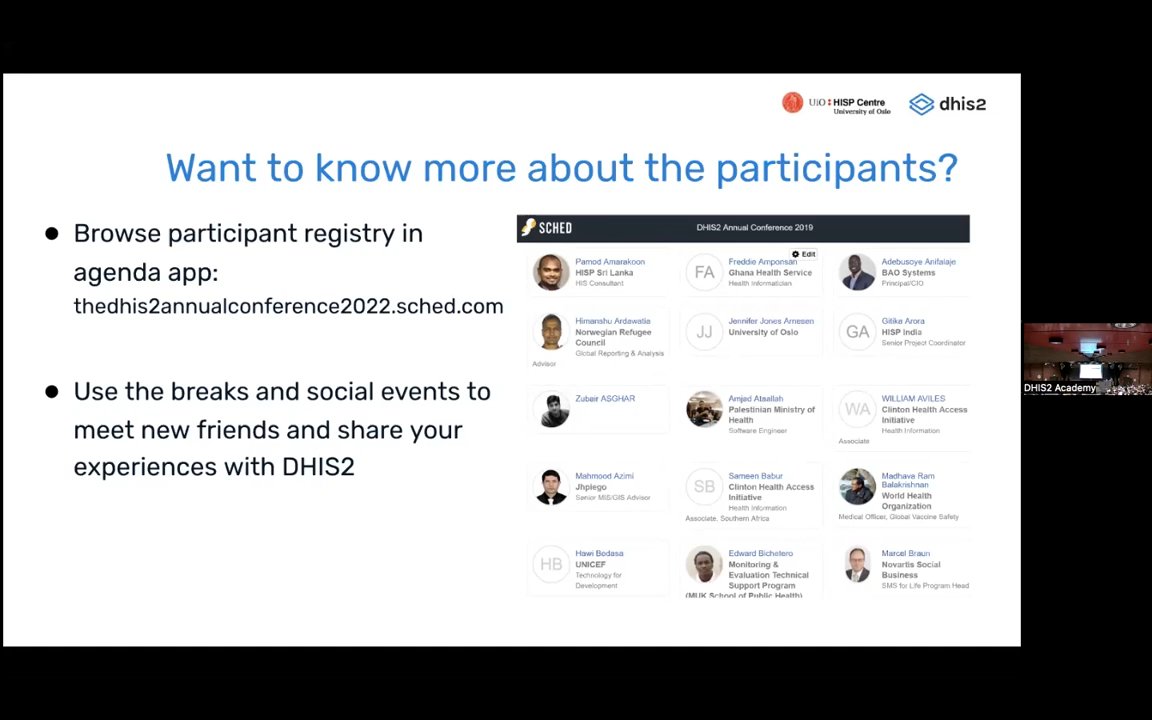 UiO HISP Centre
University of Oslo
dhis2
Want to know more about the participants?
● Browse participant registry in
agenda app:
thedhis2annualconference2022.sched.com
● Use the breaks and social events to
meet new friends and share your
experiences with DHIS2
SCHED
DHIS2 Annual Conference 2019
Edit
Pamod Amarakoon
HISP Sri Lanka
HIS Consultant
FA
Freddie Amponsah
Ghana Health Service
Health Informatician
Adebusoye Anifalaje
BAO Systems
Principal/CIO
Himanshu Ardawatia
Norwegian Refugee
Council
Global Reporting & Analysis
Advisor
JJ
Jennifer Jones Arnesen
University of Oslo
GA
Gitika Arora
HISP India
Senior Project Coordinator
Zubair ASGHAR
Amjad Ataallah
Palestinian Ministry of
Health
Software Engineer
WA
WILLIAM AVILES
Clinton Health Access
Initiative
Health Information
Associate
Mahmood Azimi
Jhpiego
Senior MIS/GIS Advisor
SB
Sameen Babur
Clinton Health Access
Initiative
Health Information
Associate, Southern Africa
Madhava Ram
Balakrishnan
World Health
Organization
Medical Officer, Global Vaccine Safety
HB
Hawi Bedasa
UNICEF
Technology for
Development
Edward Bichetero
Monitoring &
Evaluation Technical
Support Program
(MUK School of Public Health)
Marcel Braun
Novartis Social
Business
SMS for Life Program Head
DHIS2 Academy